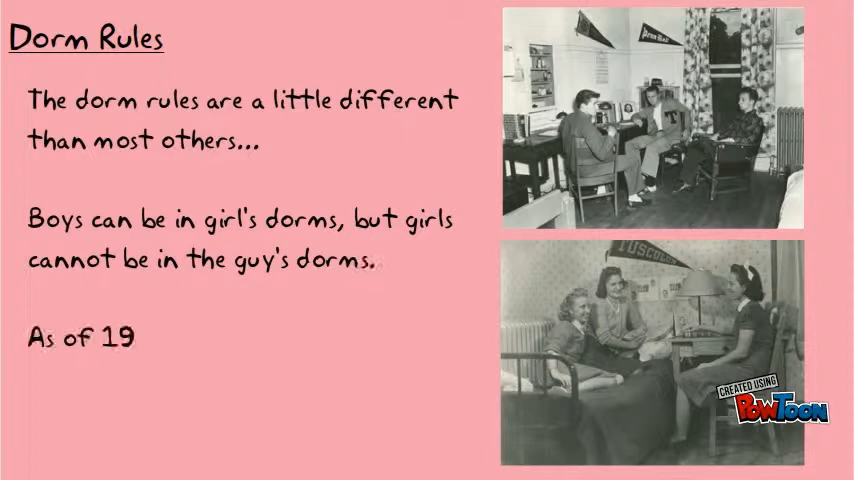 Dorm Rules
The dorm rules are a little different
than most others...
Boys can be in girl's dorms, but girls
cannot be in the guy's dorms.
As of 19
TUSCOLA
CREATED USING
POWTOON